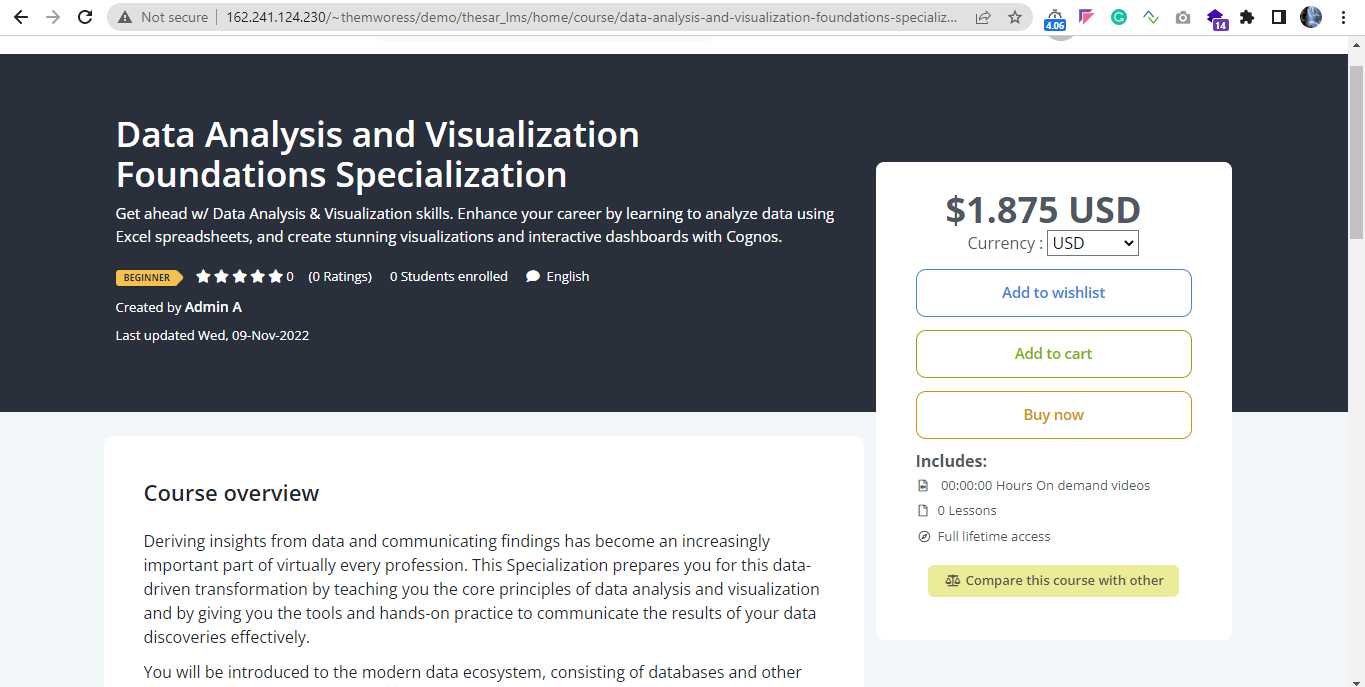 Not secure
162.241.124.230/~themworess/demo/thesar_lms/home/course/data-analysis-and-visualization-foundations-specializ...
4.06
14
Data Analysis and Visualization
Foundations Specialization
Get ahead w/ Data Analysis & Visualization skills. Enhance your career by learning to analyze data using
Excel spreadsheets, and create stunning visualizations and interactive dashboards with Cognos.
BEGINNER 0 (0 Ratings) 0 Students enrolled English
Created by Admin A
Last updated Wed, 09-Nov-2022
$1.875 USD
Currency : USD
Add to wishlist
Add to cart
Buy now
Includes:
00:00:00 Hours On demand videos
0 Lessons
Full lifetime access
Compare this course with other
Course overview
Deriving insights from data and communicating findings has become an increasingly
important part of virtually every profession. This Specialization prepares you for this data-
driven transformation by teaching you the core principles of data analysis and visualization
and by giving you the tools and hands-on practice to communicate the results of your data
discoveries effectively.
You will be introduced to the modern data ecosystem, consisting of databases and other